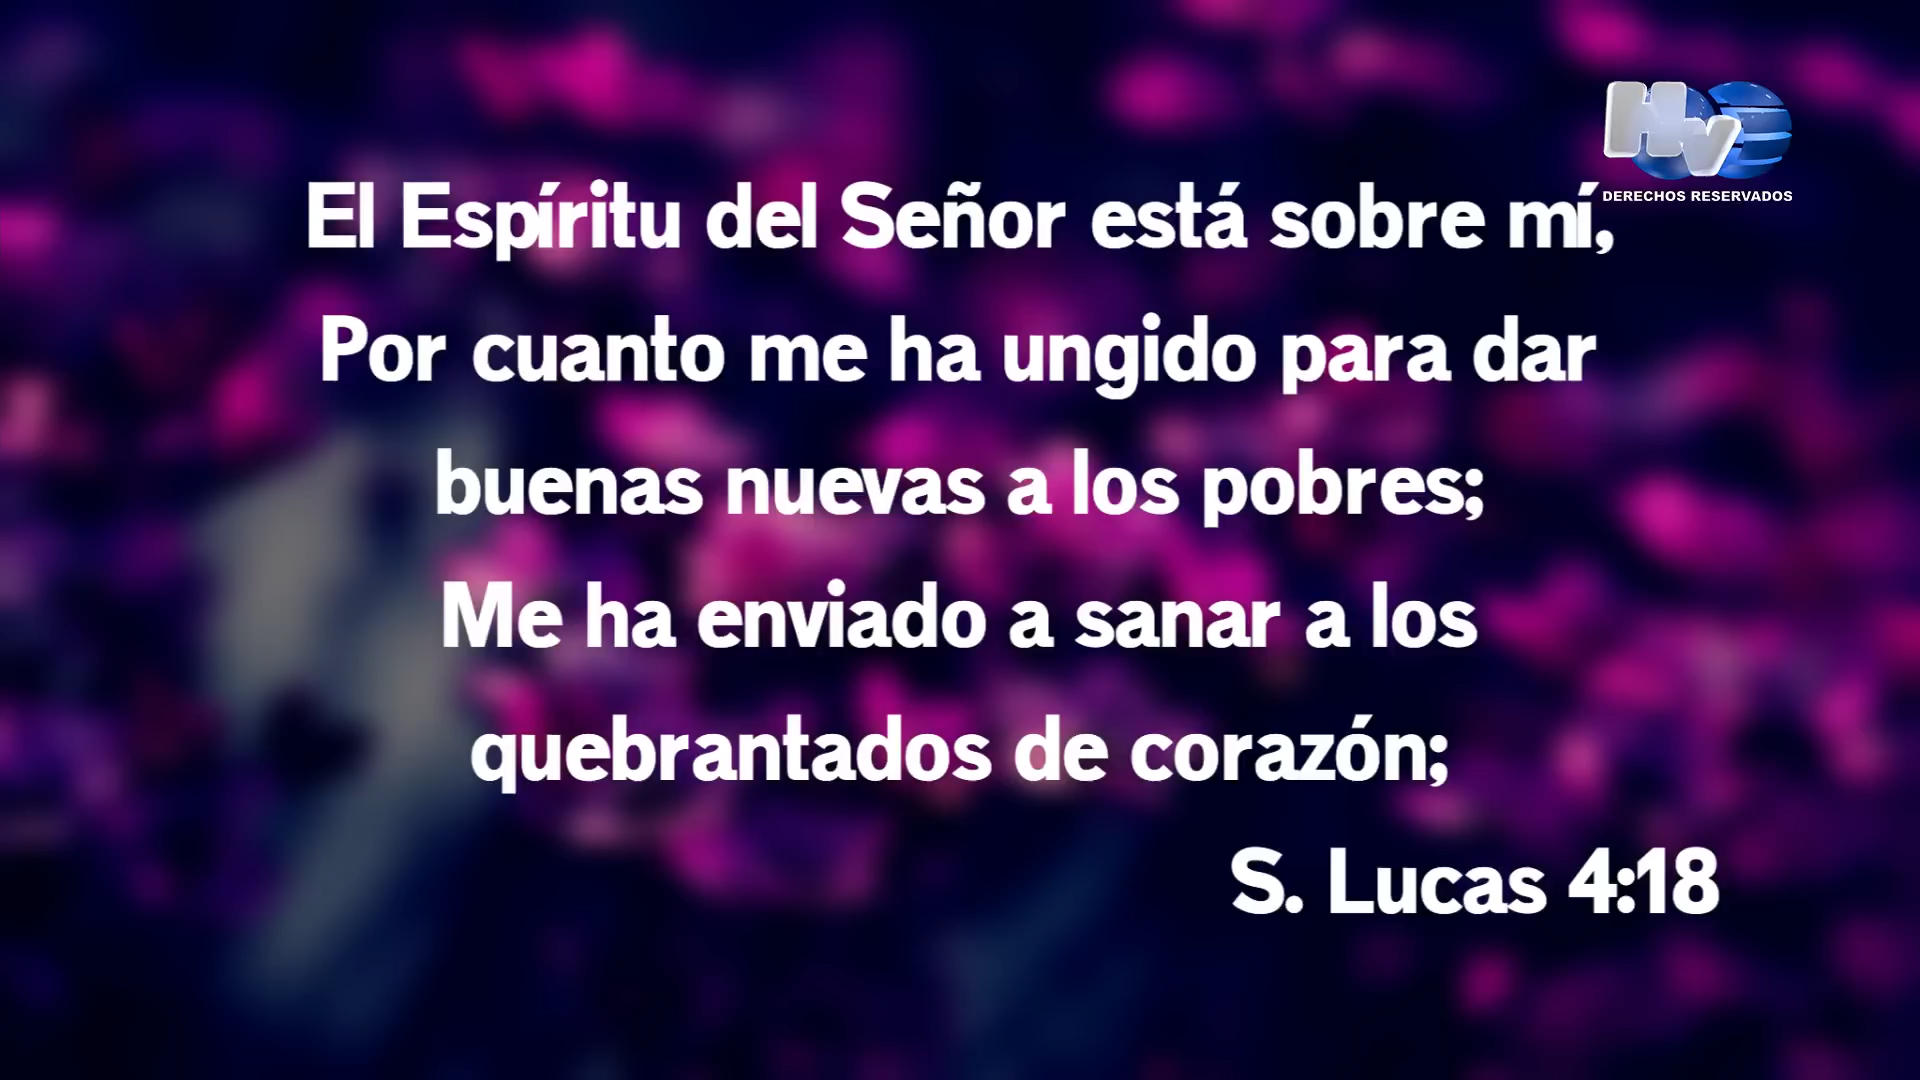 HV
DERECHOS RESERVADOS
El Espíritu del Señor está sobre mí,
Por cuanto me ha ungido para dar
buenas nuevas a los pobres;
Me ha enviado a sanar a los
quebrantados de corazón;
S. Lucas 4:18